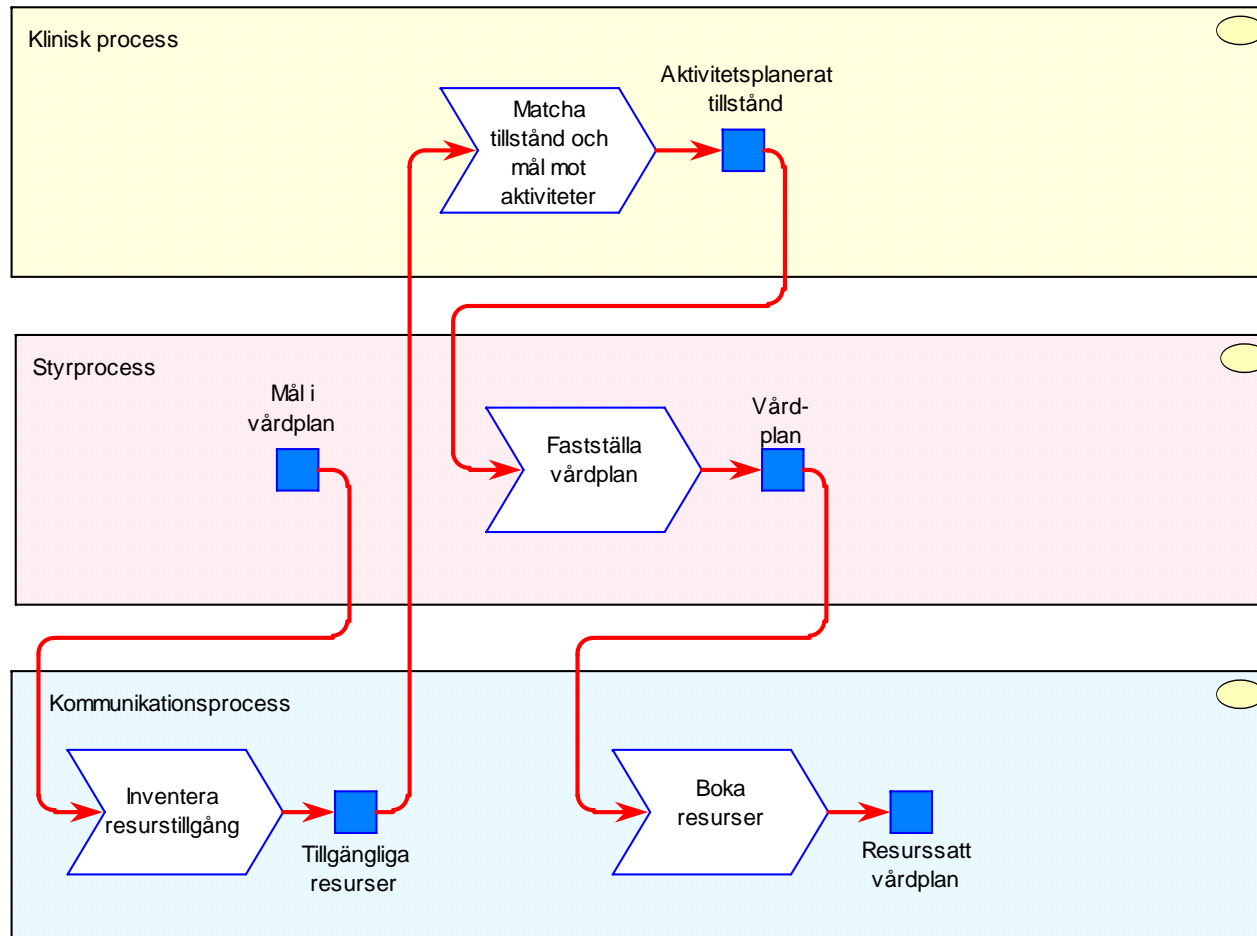 Klinisk process
Aktivitetsplanerat
tillstånd
Matcha
tillstånd och
mål mot
aktiviteter
Styrprocess
Mål i
vårdplan
Fastställa
vårdplan
Vård-
plan
Kommunikationsprocess
Inventera
resurstillgång
Tillgängliga
resurser
Boka
resurser
Resurssatt
vårdplan